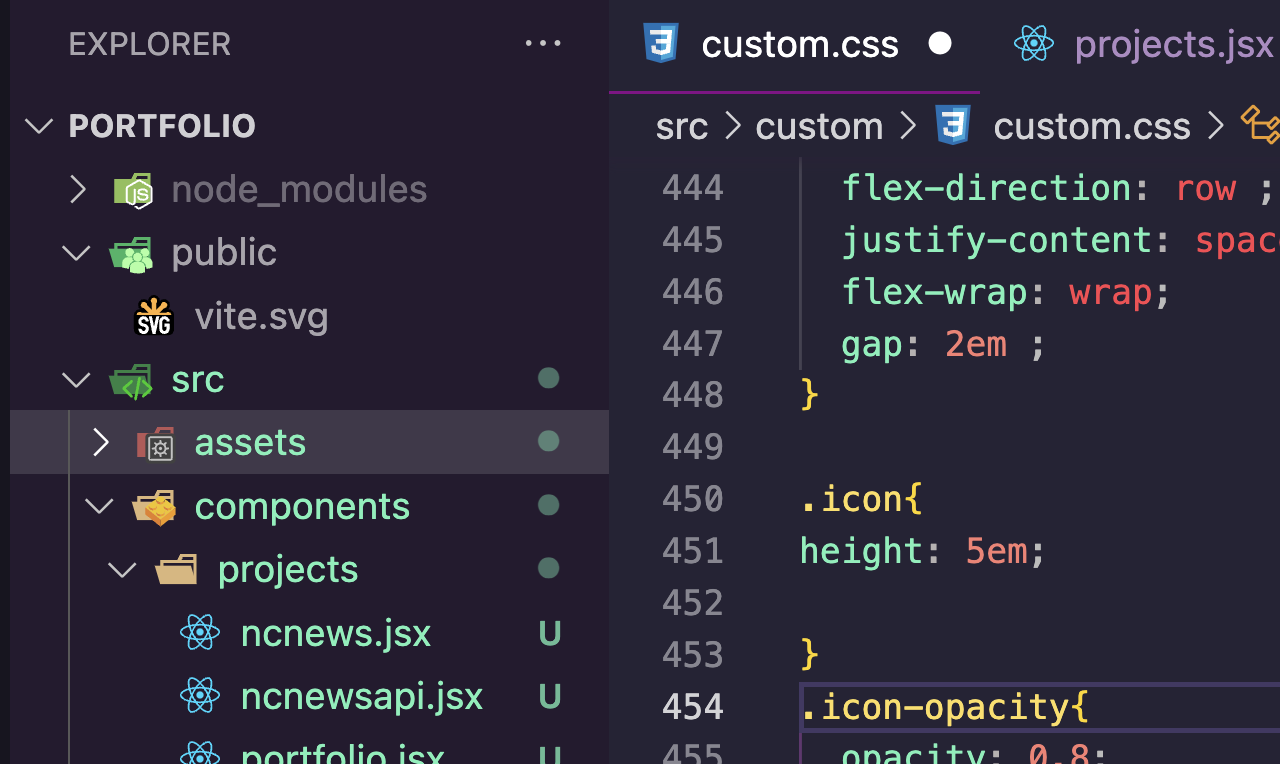 EXPLORER ···
PORTFOLIO
JS node_modules
public
SVG vite.svg
</> src
assets
components
projects
ncnews.jsx U
ncnewsapi.jsx U
portfolio.jsx U
custom.css projects.jsx
src > custom > custom.css >
444 flex-direction: row ;
445 justify-content: spac
446 flex-wrap: wrap;
447 gap: 2em ;
448 }
449
450 .icon{
451 height: 5em;
452
453 }
454 .icon-opacity{
455 opacity: 0.8;